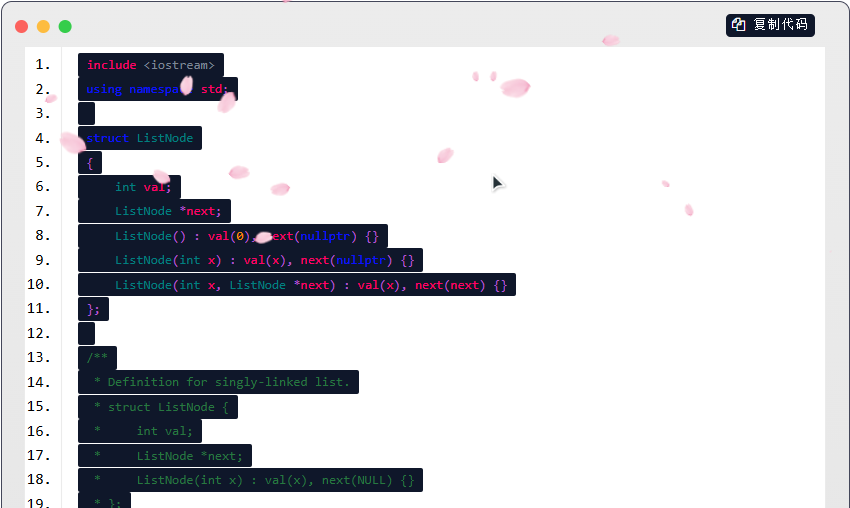 复制代码
1. include <iostream>
2. using namespa std;
3.
4. struct ListNode
5. {
6. int val;
7. ListNode *next;
8. ListNode() : val(0), next(nullptr) {}
9. ListNode(int x) : val(x), next(nullptr) {}
10. ListNode(int x, ListNode *next) : val(x), next(next) {}
11. };
12.
13. /**
14. * Definition for singly-linked list.
15. * struct ListNode {
16. * int val;
17. * ListNode *next;
18. * ListNode(int x) : val(x), next(NULL) {}
19. * };